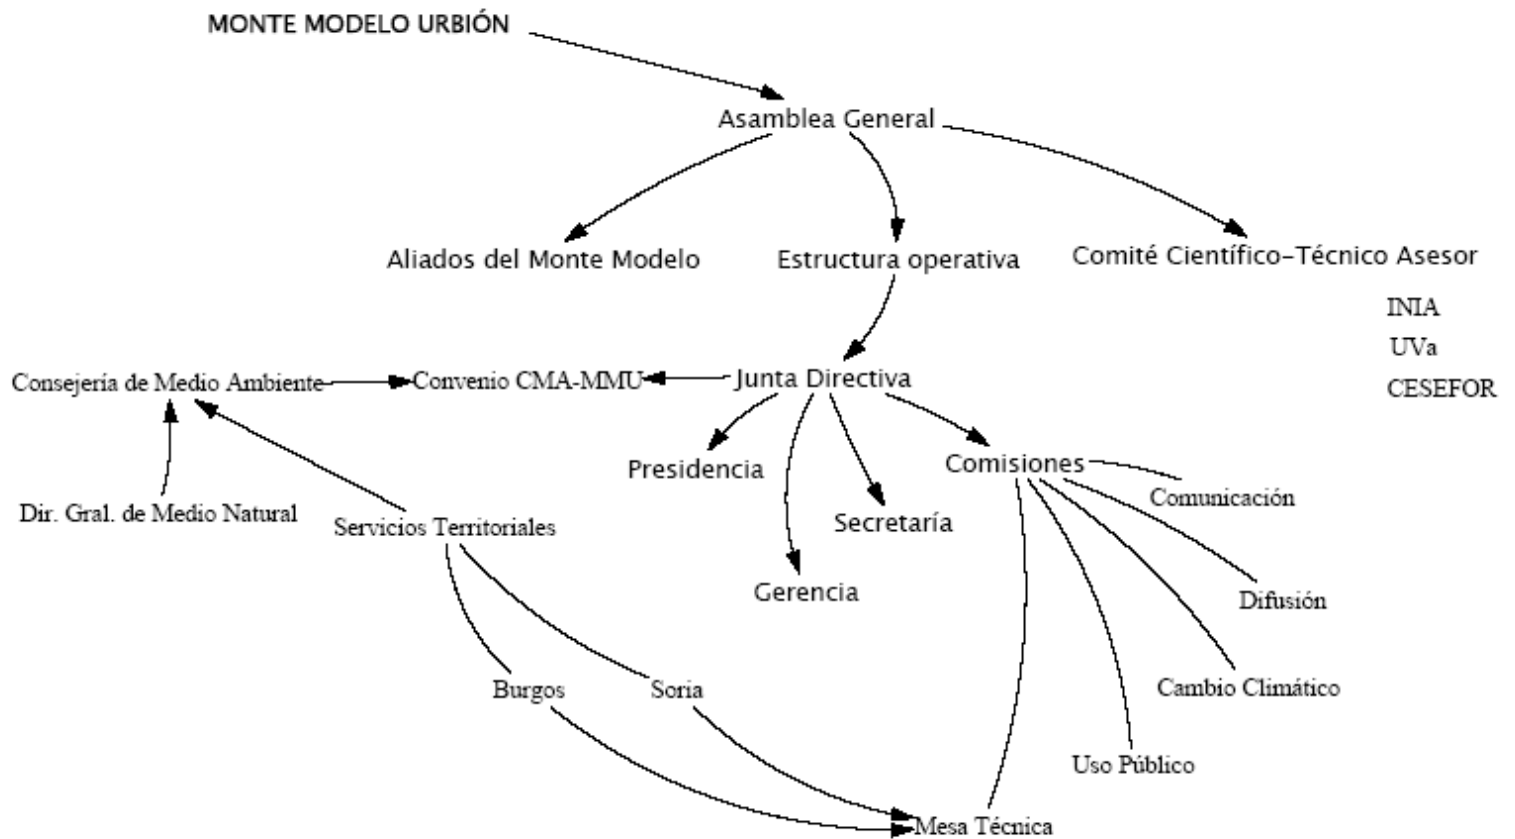 MONTE MODELO URBIÓN
Asamblea General
Aliados del Monte Modelo
Estructura operativa
Comité Científico-Técnico Asesor
INIA
UVa
CESEFOR
Consejería de Medio Ambiente
Convenio CMA-MMU
Junta Directiva
Presidencia
Comisiones
Comunicación
Dir. Gral. de Medio Natural
Servicios Territoriales
Secretaría
Gerencia
Difusión
Burgos
Soria
Cambio Climático
Uso Público
Mesa Técnica